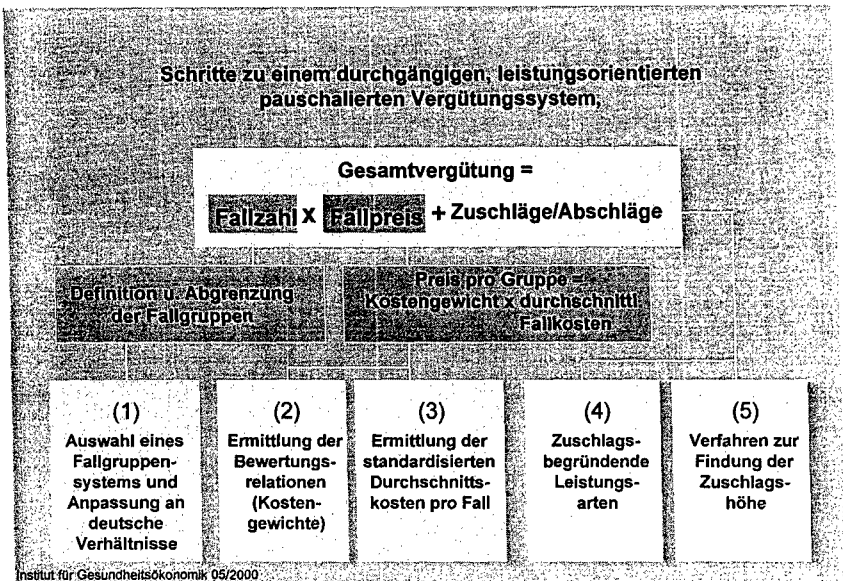 Schritte zu einem durchgängigen, leistungsorientierten
pauschalierten Vergütungssystem,
Gesamtvergütung =
Fallzahl x Fallpreis + Zuschläge/Abschläge
Definition u. Abgrenzung
der Fallgruppen
Preis pro Gruppe =
Kostengewicht x durchschnittl.
Fallkosten
(1)
Auswahl eines
Fallgruppen-
systems und
Anpassung an
deutsche
Verhältnisse
(2)
Ermittlung der
Bewertungs-
relationen
(Kosten-
gewichte)
(3)
Ermittlung der
standardisierten
Durchschnitts-
kosten pro Fall
(4)
Zuschlags-
begründende
Leistungs-
arten
(5)
Verfahren zur
Findung der
Zuschlags-
höhe
Institut für Gesundheitsökonomik 05/2000